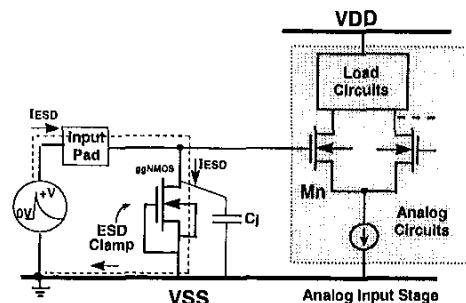 VDD
Load
Circuits
IESD
Input
Pad
ggNMOS
IESD
Mn
+V
0V
ESD
Clamp
Cj
Analog
Circuits
VSS
Analog Input Stage